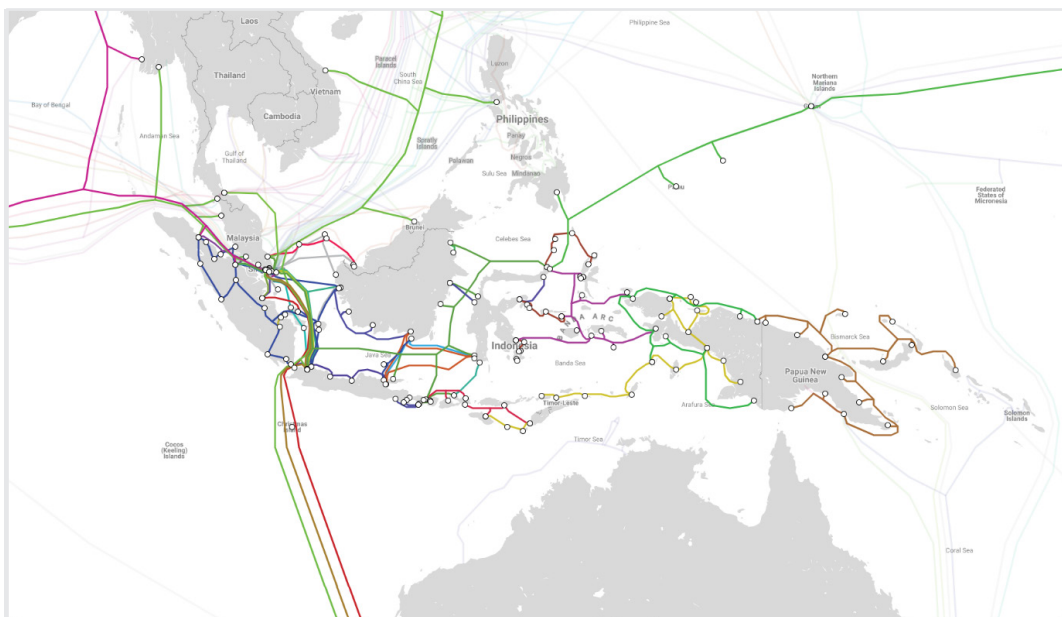 Laos
Philippine Sea
Luzon
Paracel
Islands
Thailand
South
China Sea
Northern
Mariana
Islands
Vietnam
Bay of Bengal
Guam
Cambodia
Philippines
Andaman Sea
Panay
Spratly
Islands
Gulf of
Thailand
Negros
Palawan
Sulu Sea
Mindanao
Palau
Federated
States of
Micronesia
Brunei
Malaysia
Celebes Sea
BANDA ARC
Bismarck Sea
Java Sea
Indonesia
Banda Sea
Papua New
Guinea
Timor-Leste
Arafura Sea
Solomon Sea
Solomon
Islands
Christmas
Island
Timor Sea
Cocos
(Keeling)
Islands
Coral Sea